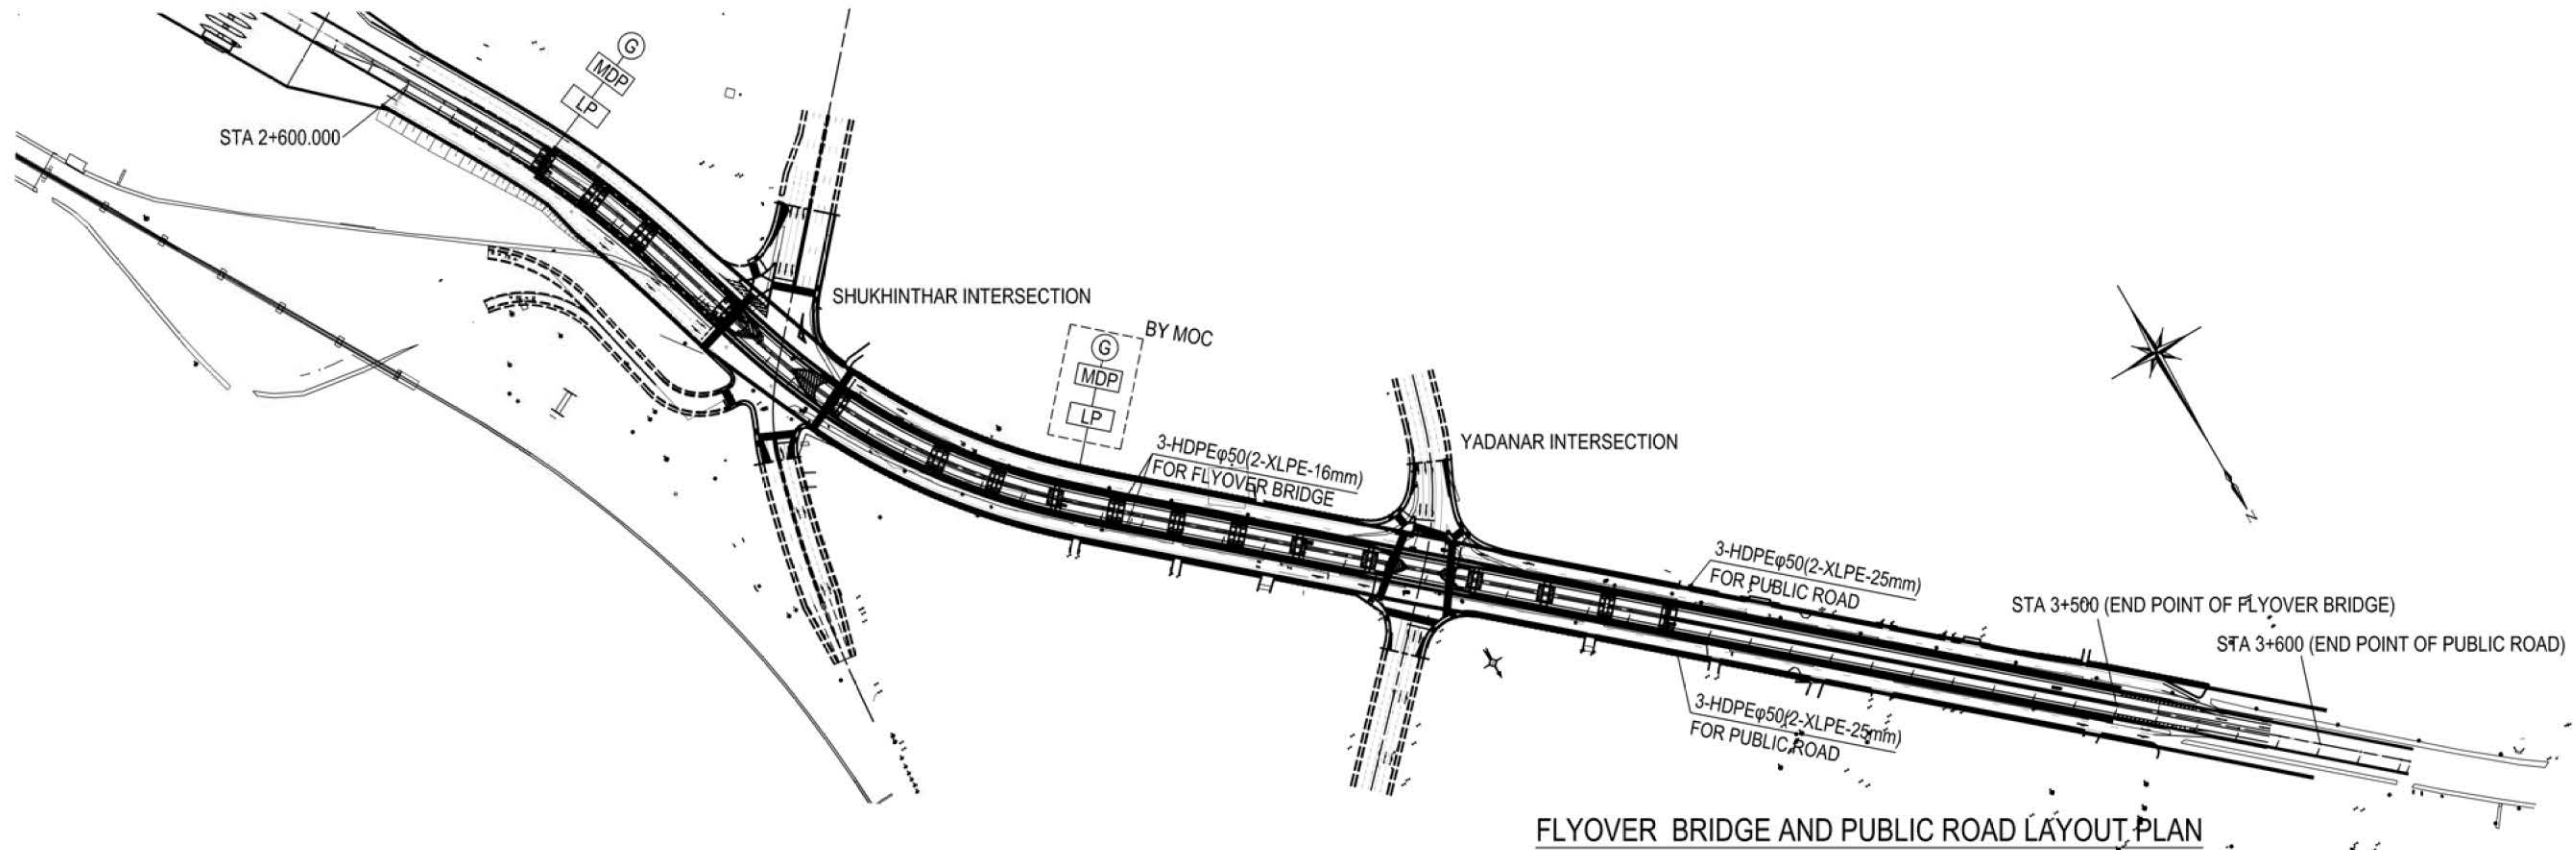 G
MDP
LP
STA 2+600.000
SHUKHINTHAR INTERSECTION
BY MOC
G
MDP
LP
3-HDPEφ50(2-XLPE-16mm)
FOR FLYOVER BRIDGE
YADANAR INTERSECTION
N
3-HDPEφ50(2-XLPE-25mm)
FOR PUBLIC ROAD
STA 3+500 (END POINT OF FLYOVER BRIDGE)
STA 3+600 (END POINT OF PUBLIC ROAD)
3-HDPEφ50(2-XLPE-25mm)
FOR PUBLIC ROAD
FLYOVER BRIDGE AND PUBLIC ROAD LAYOUT PLAN